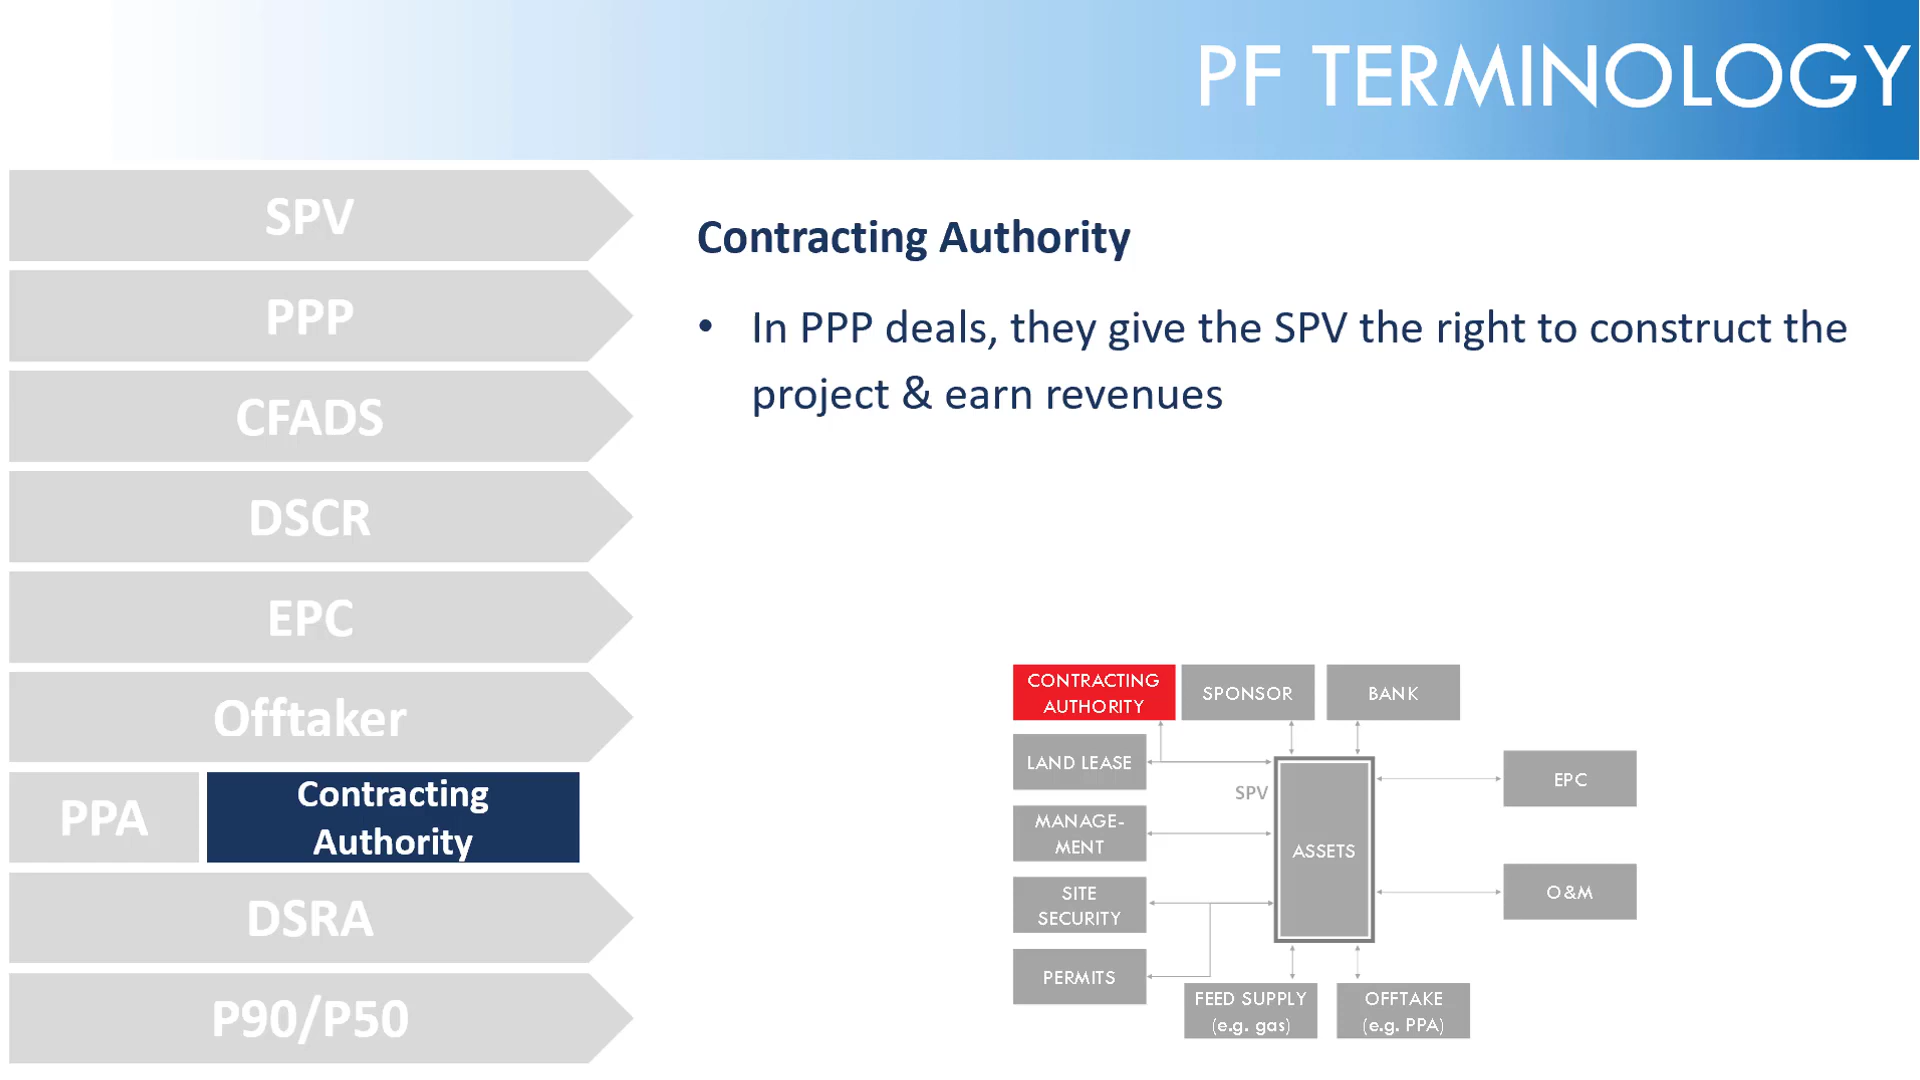 PF TERMINOLOGY
SPV
PPP
CFADS
DSCR
EPC
Offtaker
PPA
Contracting
Authority
DSRA
P90/P50
Contracting Authority
• In PPP deals, they give the SPV the right to construct the
project & earn revenues
CONTRACTING
AUTHORITY
SPONSOR
BANK
LAND LEASE
MANAGE-
MENT
SITE
SECURITY
PERMITS
SPV
ASSETS
EPC
O&M
FEED SUPPLY
(e.g. gas)
OFFTAKE
(e.g. PPA)